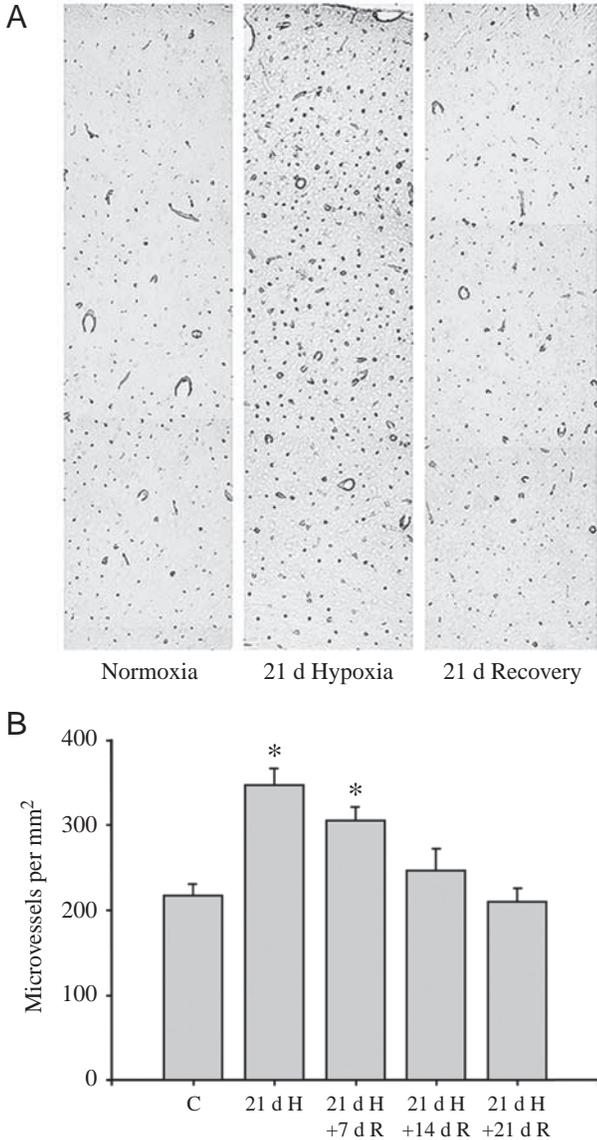 A
Normoxia
21 d Hypoxia
21 d Recovery
B
Microvessels per mm²
400
300
200
100
0
*
*
C
21 d H
21 d H
+7 d R
21 d H
+14 d R
21 d H
+21 d R